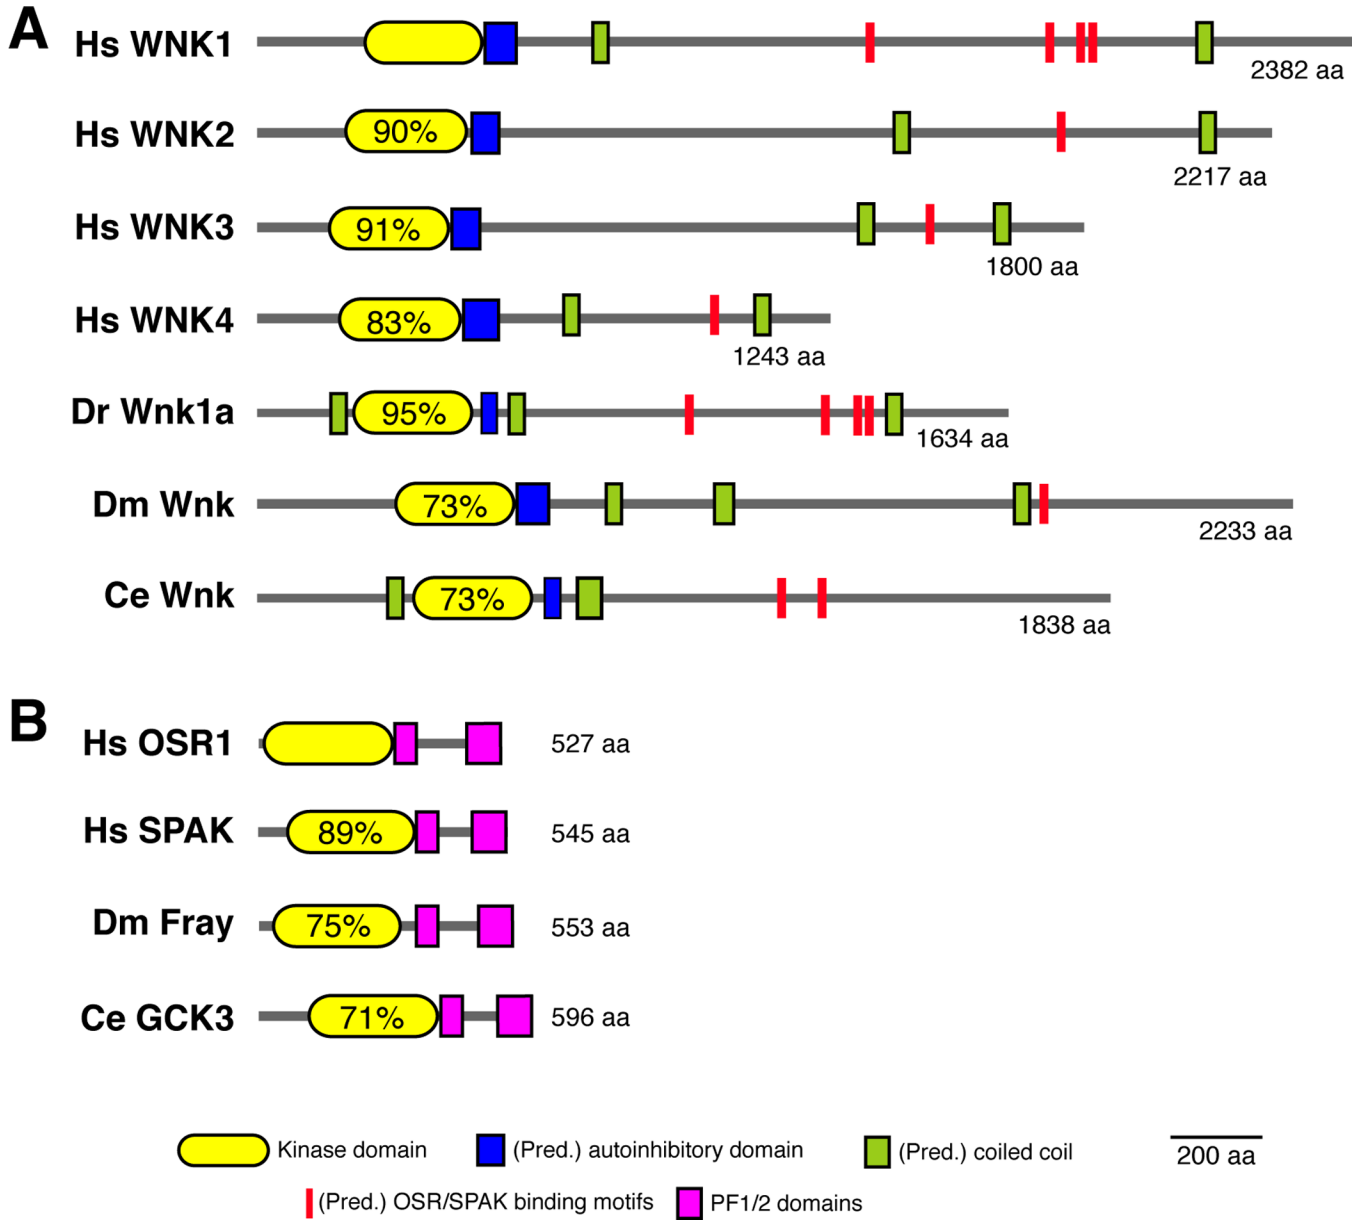 A
Hs WNK1
2382 aa
Hs WNK2
90%
2217 aa
Hs WNK3
91%
1800 aa
Hs WNK4
83%
1243 aa
Dr Wnk1a
95%
1634 aa
Dm Wnk
73%
2233 aa
Ce Wnk
73%
1838 aa
B
Hs OSR1
527 aa
Hs SPAK
89%
545 aa
Dm Fray
75%
553 aa
Ce GCK3
71%
596 aa
Kinase domain
(Pred.) autoinhibitory domain
(Pred.) coiled coil
200 aa
(Pred.) OSR/SPAK binding motifs
PF1/2 domains